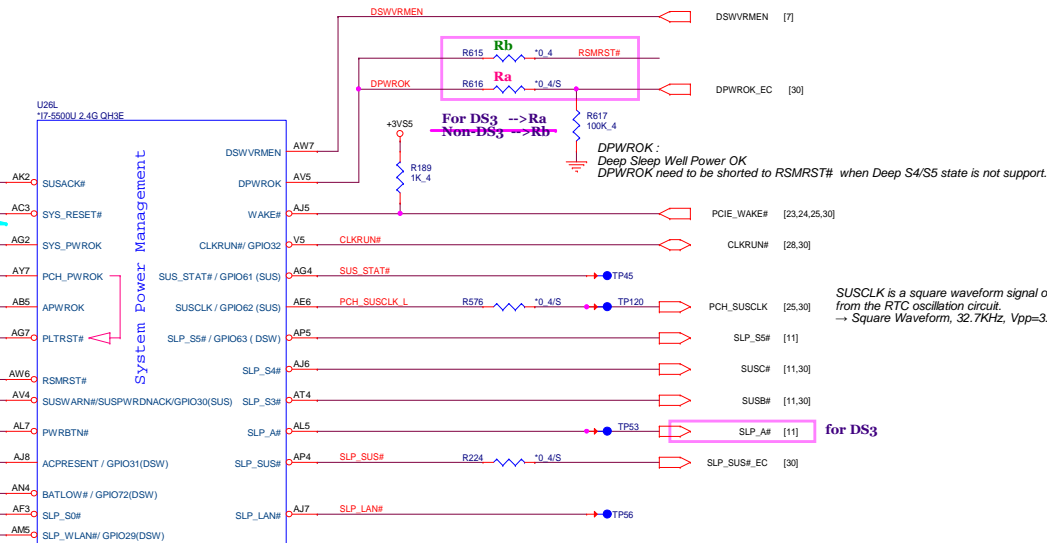 DSWVRMEN
DSWVRMEN [7]
Rb
R615 *0_4 RSMRST#
Ra
DPWROK R616 *0_4/S
DPWROK_EC [30]
For DS3 -->Ra
Non-DS3 -->Rb
R617
100K_4
DPWROK :
Deep Sleep Well Power OK
DPWROK need to be shorted to RSMRST# when Deep S4/S5 state is not support.
U26L
*I7-5500U 2.4G QH3E
+3VS5
R189
1K_4
System Power Management
DSWVRMEN AW7
AK2 SUSACK#
DPWROK AV5
AC3 SYS_RESET#
WAKE# AJ5
PCIE_WAKE# [23,24,25,30]
AG2 SYS_PWROK
CLKRUN#/ GPIO32 V5 CLKRUN#
CLKRUN# [28,30]
AY7 PCH_PWROK
SUS_STAT# / GPIO61 (SUS) AG4 SUS_STAT# TP45
AB5 APWROK
SUSCLK / GPIO62 (SUS) AE6 PCH_SUSCLK_L R576 *0_4/S TP120
PCH_SUSCLK [25,30]
SUSCLK is a square waveform signal o
from the RTC oscillation circuit.
→ Square Waveform, 32.7KHz, Vpp=3.
AG7 PLTRST#
SLP_S5# / GPIO63 ( DSW) AP5
SLP_S5# [11]
AW6 RSMRST#
SLP_S4# AJ6
SUSC# [11,30]
AV4 SUSWARN#/SUSPWRDNACK/GPIO30(SUS)
SLP_S3# AT4
SUSB# [11,30]
AL7 PWRBTN#
SLP_A# AL5 TP53
SLP_A# [11] for DS3
AJ8 ACPRESENT / GPIO31(DSW)
SLP_SUS# AP4 SLP_SUS# R224 *0_4/S
SLP_SUS#_EC [30]
AN4 BATLOW# / GPIO72(DSW)
AF3 SLP_S0#
SLP_LAN# AJ7 SLP_LAN# TP56
AM5 SLP_WLAN#/ GPIO29(DSW)